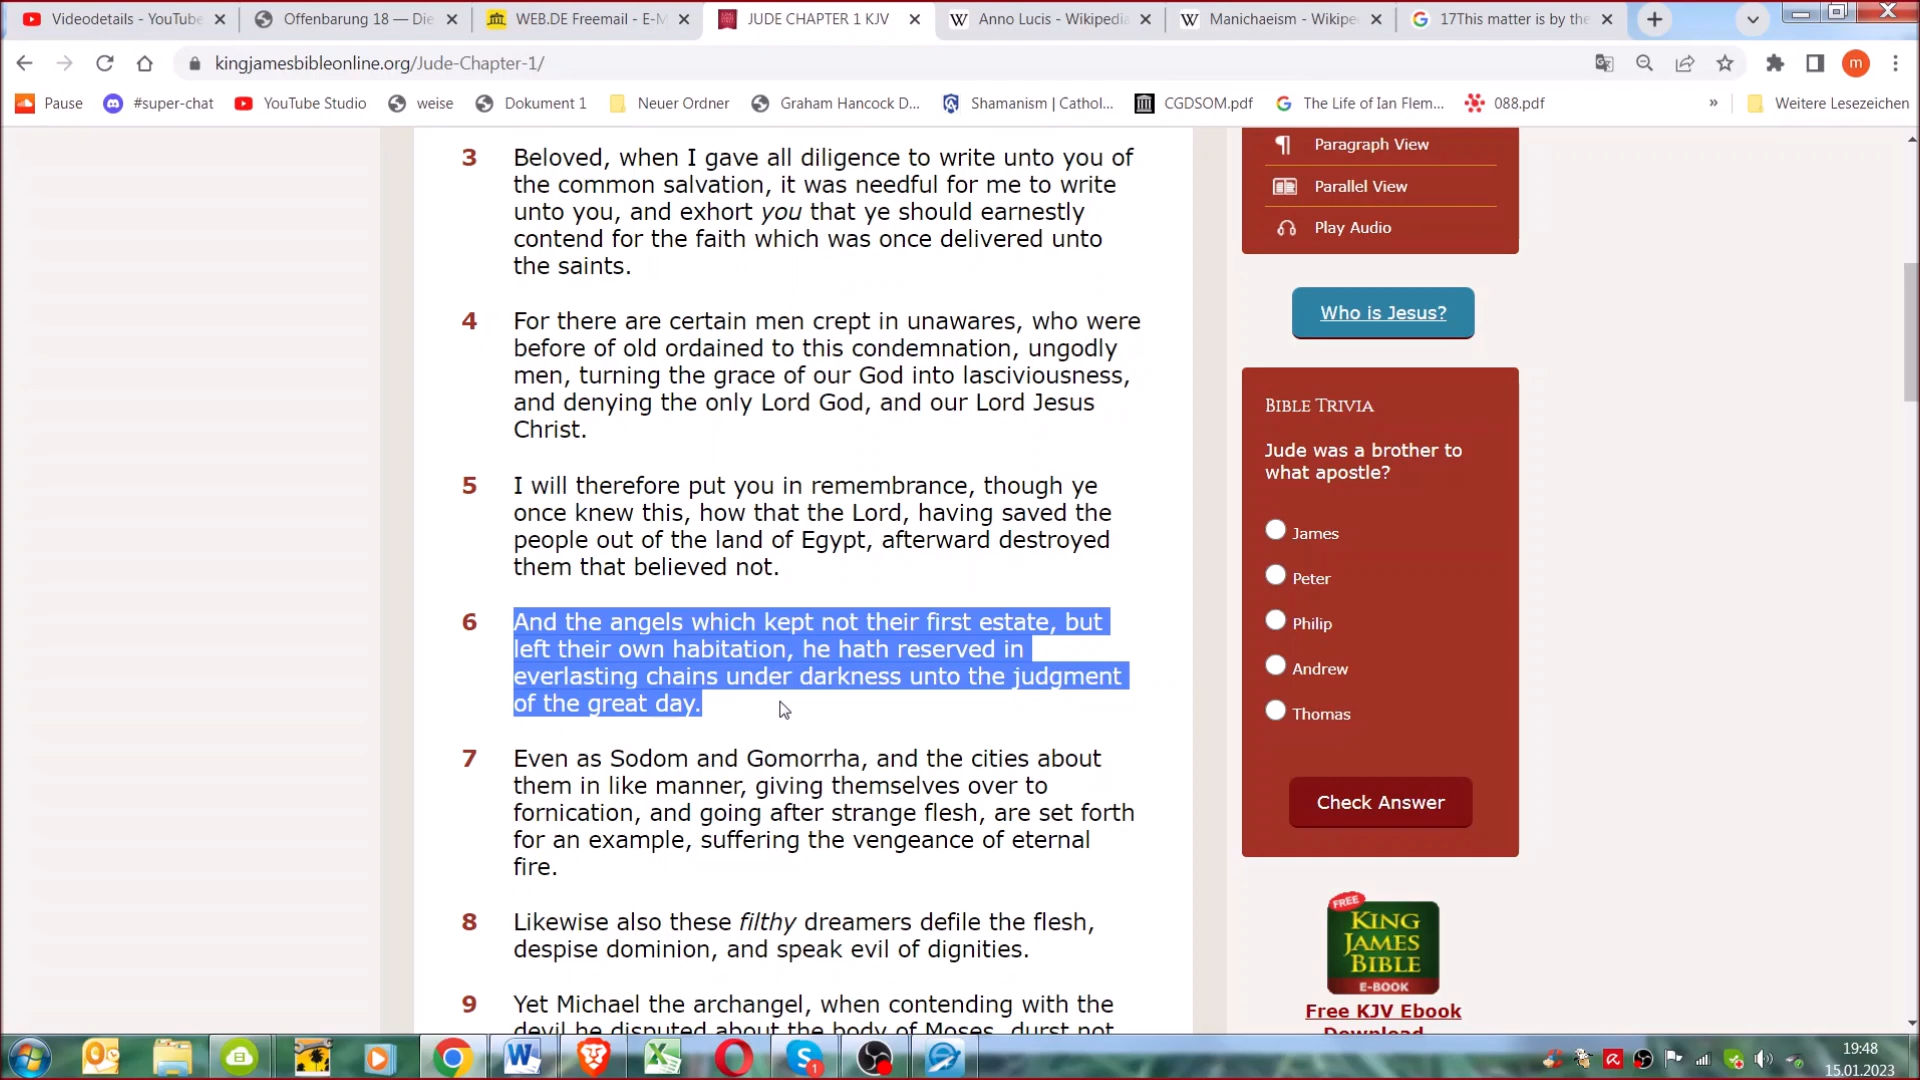 Videodetails - YouTube
Offenbarung 18 — Die
WEB.DE Freemail - E-M
JUDE CHAPTER 1 KJV
Anno Lucis - Wikipedia
Manichaeism - Wikipe
17This matter is by the
kingjamesbibleonline.org/Jude-Chapter-1/
m
Pause
#super-chat
YouTube Studio
weise
Dokument 1
Neuer Ordner
Graham Hancock D...
Shamanism | Cathol...
CGDSOM.pdf
The Life of Ian Flem...
088.pdf
»
Weitere Lesezeichen
3 Beloved, when I gave all diligence to write unto you of
the common salvation, it was needful for me to write
unto you, and exhort you that ye should earnestly
contend for the faith which was once delivered unto
the saints.
4 For there are certain men crept in unawares, who were
before of old ordained to this condemnation, ungodly
men, turning the grace of our God into lasciviousness,
and denying the only Lord God, and our Lord Jesus
Christ.
5 I will therefore put you in remembrance, though ye
once knew this, how that the Lord, having saved the
people out of the land of Egypt, afterward destroyed
them that believed not.
6 And the angels which kept not their first estate, but
left their own habitation, he hath reserved in
everlasting chains under darkness unto the judgment
of the great day.
7 Even as Sodom and Gomorrha, and the cities about
them in like manner, giving themselves over to
fornication, and going after strange flesh, are set forth
for an example, suffering the vengeance of eternal
fire.
8 Likewise also these filthy dreamers defile the flesh,
despise dominion, and speak evil of dignities.
9 Yet Michael the archangel, when contending with the
devil he disputed about the body of Moses, durst not
¶ Paragraph View
Parallel View
Play Audio
Who is Jesus?
BIBLE TRIVIA
Jude was a brother to
what apostle?
James
Peter
Philip
Andrew
Thomas
Check Answer
FREE
KING
JAMES
BIBLE
E-BOOK
Free KJV Ebook
Download
1
19:48
15.01.2023